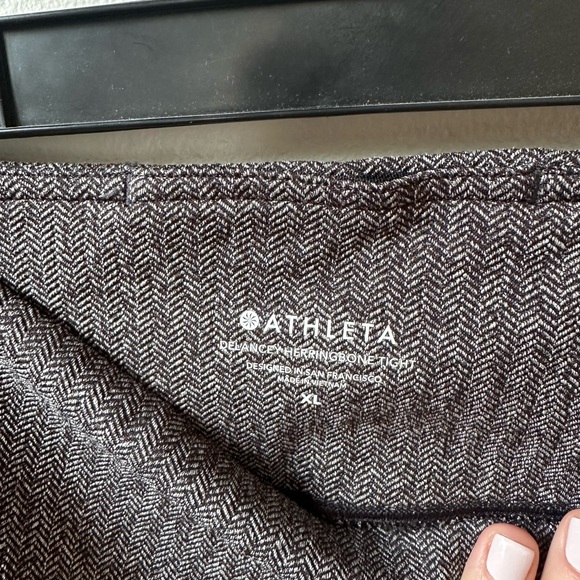 ATHLETA
DELANCEY HERRINGBONE TIGHT
DESIGNED IN SAN FRANCISCO
MADE IN VIETNAM
XL